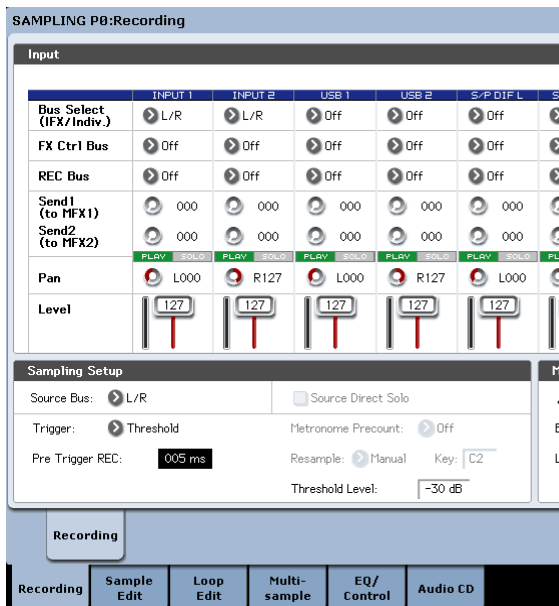 SAMPLING P0:Recording
Input
INPUT 1 INPUT 2 USB 1 USB 2 S/P DIF L
Bus Select
(IFX/Indiv.) L/R L/R Off Off Off
FX Ctrl Bus Off Off Off Off Off
REC Bus Off Off Off Off Off
Send1
(to MFX1) 000 000 000 000 000
Send2
(to MFX2) 000 000 000 000 000
PLAY SOLO PLAY SOLO PLAY SOLO PLAY SOLO PLAY SOLO
Pan L000 R127 L000 R127 L000
Level 127 127 127 127 127
Sampling Setup
Source Bus: L/R Source Direct Solo
Trigger: Threshold Metronome Precount: Off
Pre Trigger REC: 005 ms Resample: Manual Key: C2
Threshold Level: -30 dB
Recording
Recording Sample Edit Loop Edit Multi-sample EQ/Control Audio CD